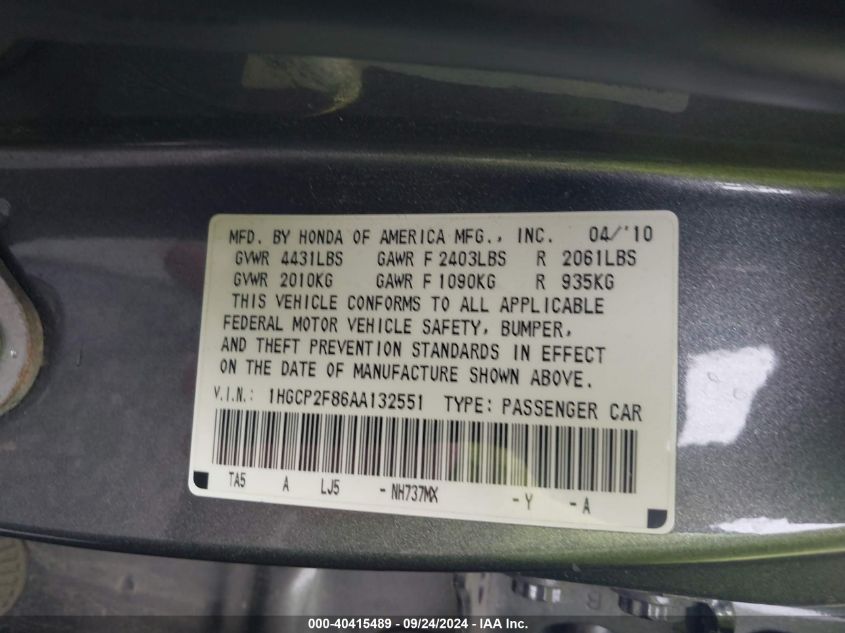 MFD. BY HONDA OF AMERICA MFG., INC. 04/'10
GVWR 4431LBS GAWR F 2403LBS R 2061LBS
GVWR 2010KG GAWR F 1090KG R 935KG
THIS VEHICLE CONFORMS TO ALL APPLICABLE
FEDERAL MOTOR VEHICLE SAFETY, BUMPER,
AND THEFT PREVENTION STANDARDS IN EFFECT
ON THE DATE OF MANUFACTURE SHOWN ABOVE.
V.I.N.: 1HGCP2F86AA132551 TYPE: PASSENGER CAR
TA5 A LJ5 -NH737MX -Y -A
000-40415489 - 09/24/2024 - IAA Inc.